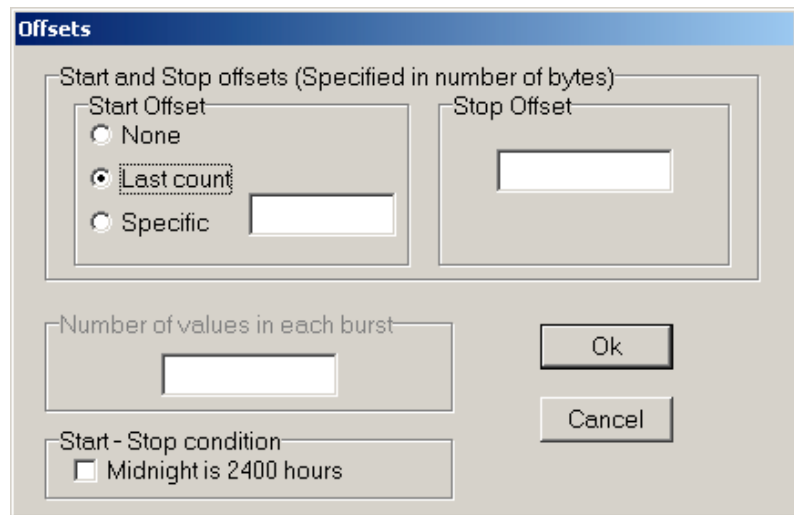 Offsets
Start and Stop offsets (Specified in number of bytes)
Start Offset
None
Last count
Specific
Stop Offset
Number of values in each burst
Ok
Cancel
Start - Stop condition
Midnight is 2400 hours